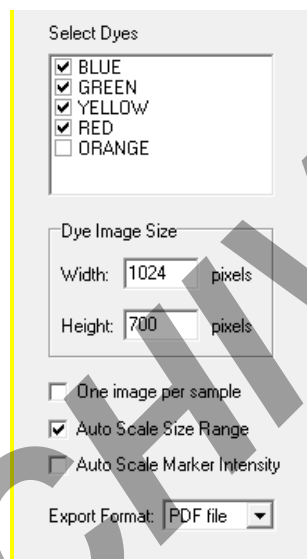 Select Dyes
BLUE
GREEN
YELLOW
RED
ORANGE
Dye Image Size
Width: 1024 pixels
Height: 700 pixels
One image per sample
Auto Scale Size Range
Auto Scale Marker Intensity
Export Format: PDF file